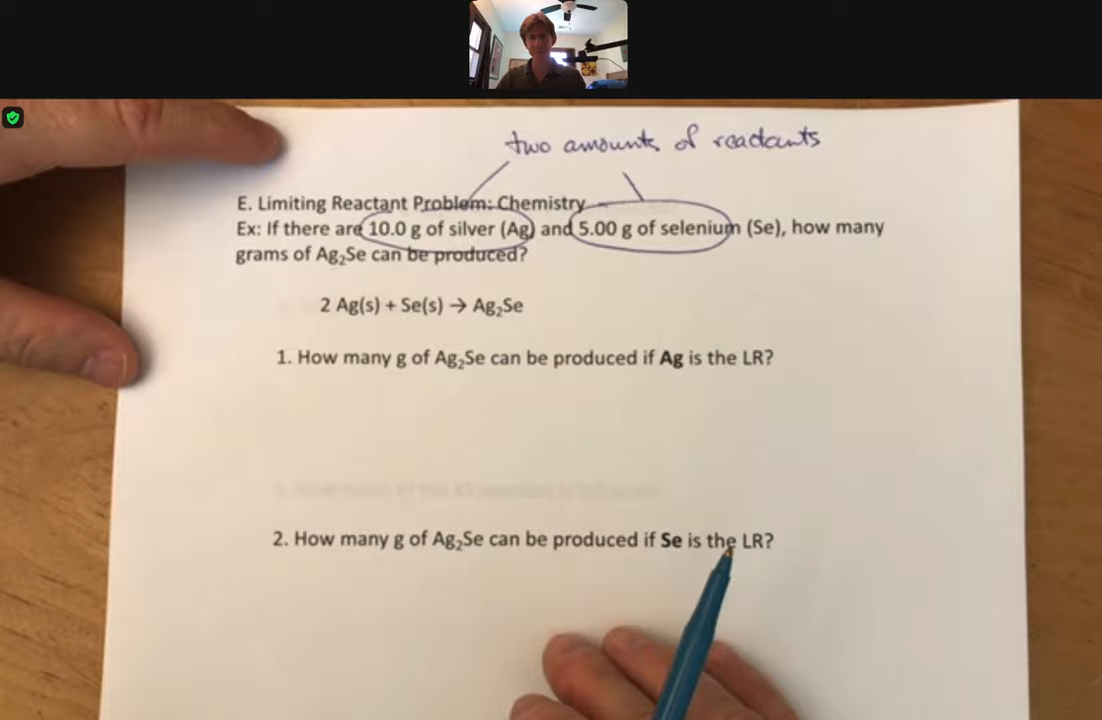 two amounts of reactants
E. Limiting Reactant Problem: Chemistry
Ex: If there are 10.0 g of silver (Ag) and 5.00 g of selenium (Se), how many
grams of Ag₂Se can be produced?
2 Ag(s) + Se(s) → Ag₂Se
1. How many g of Ag₂Se can be produced if Ag is the LR?
2. How many g of Ag₂Se can be produced if Se is the LR?